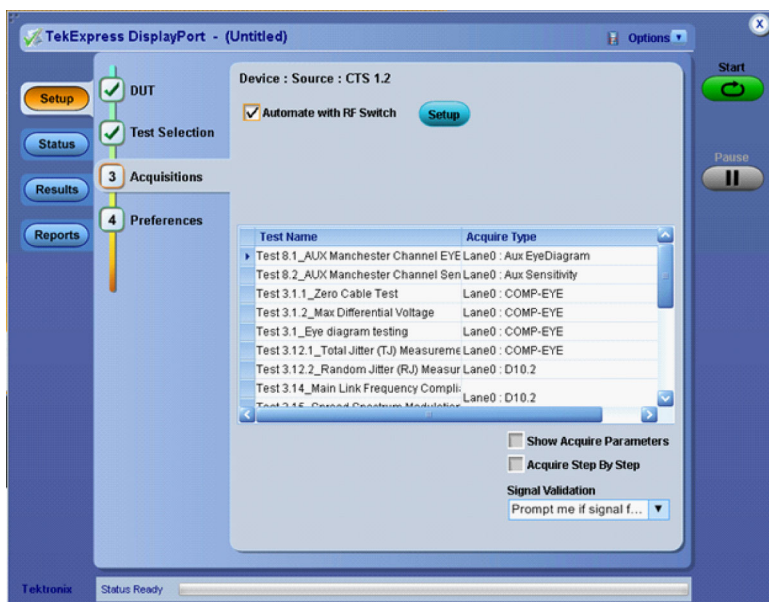 TekExpress DisplayPort - (Untitled)
Options
x
Setup
Status
Results
Reports
DUT
Test Selection
3 Acquisitions
4 Preferences
Device : Source : CTS 1.2
Automate with RF Switch
Setup
Test Name Acquire Type
Test 8.1_AUX Manchester Channel EYE Lane0 : Aux EyeDiagram
Test 8.2_AUX Manchester Channel Sen Lane0 : Aux Sensitivity
Test 3.1.1_Zero Cable Test Lane0 : COMP-EYE
Test 3.1.2_Max Differential Voltage Lane0 : COMP-EYE
Test 3.1_Eye diagram testing Lane0 : COMP-EYE
Test 3.12.1_Total Jitter (TJ) Measureme Lane0 : COMP-EYE
Test 3.12.2_Random Jitter (RJ) Measur Lane0 : D10.2
Test 3.14_Main Link Frequency Compli Lane0 : D10.2
Test 3.15_Spread Spectrum Modulation
Show Acquire Parameters
Acquire Step By Step
Signal Validation
Prompt me if signal f...
Start
Pause
Tektronix
Status Ready